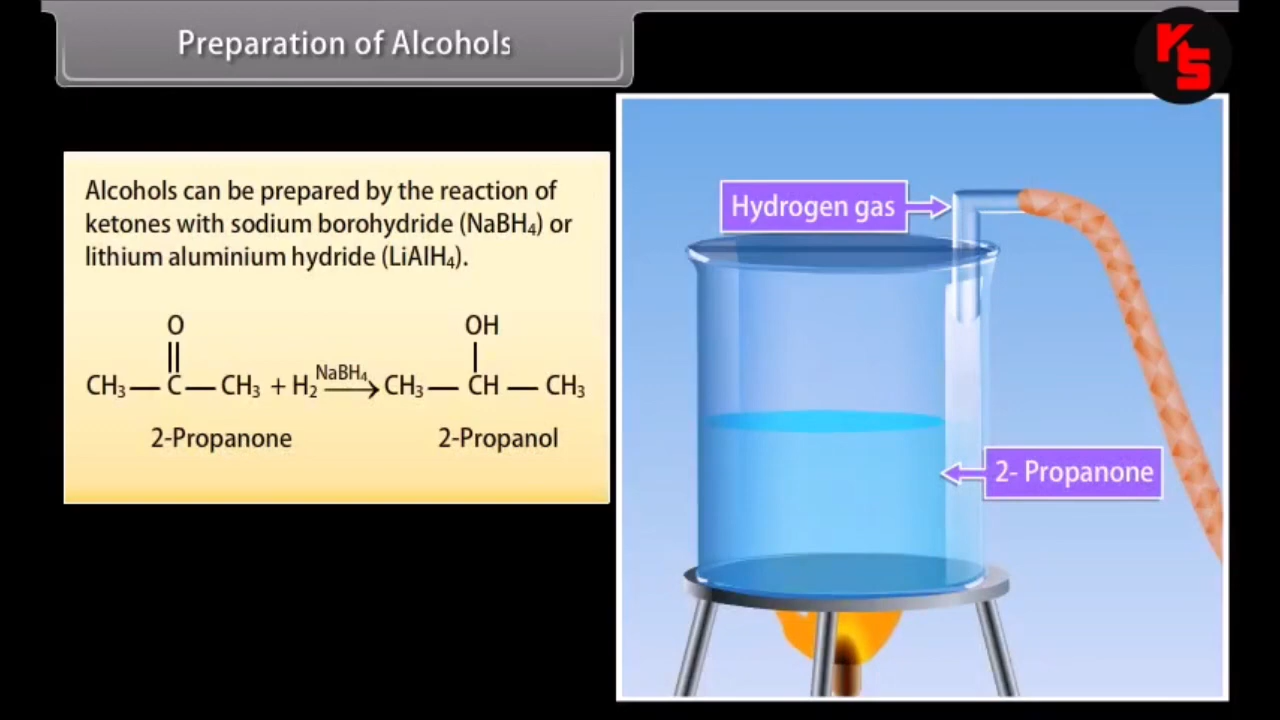 Preparation of Alcohols
KTS
Alcohols can be prepared by the reaction of
ketones with sodium borohydride (NaBH₄) or
lithium aluminium hydride (LiAlH₄).
O
||
CH₃ — C — CH₃ + H₂ NaBH₄ → CH₃ — CH — CH₃
OH
|
2-Propanone
2-Propanol
Hydrogen gas
2- Propanone